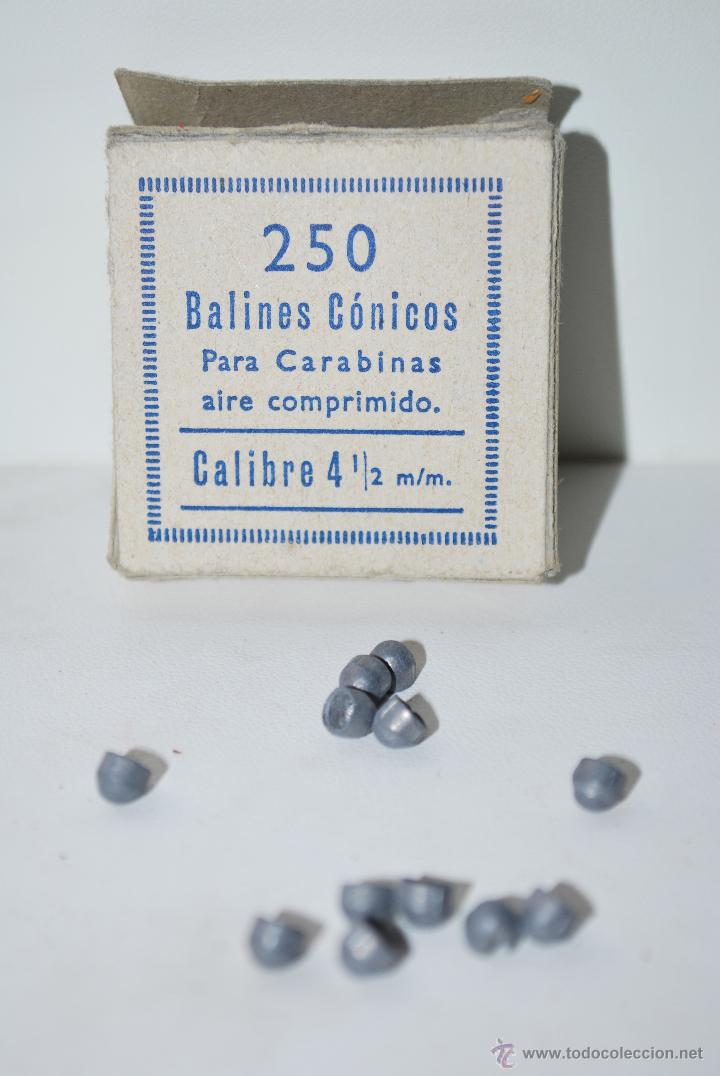 250
Balines Cónicos
Para Carabinas
aire comprimido.
Calibre 4 1/2 m/m.
www.todocoleccion.net